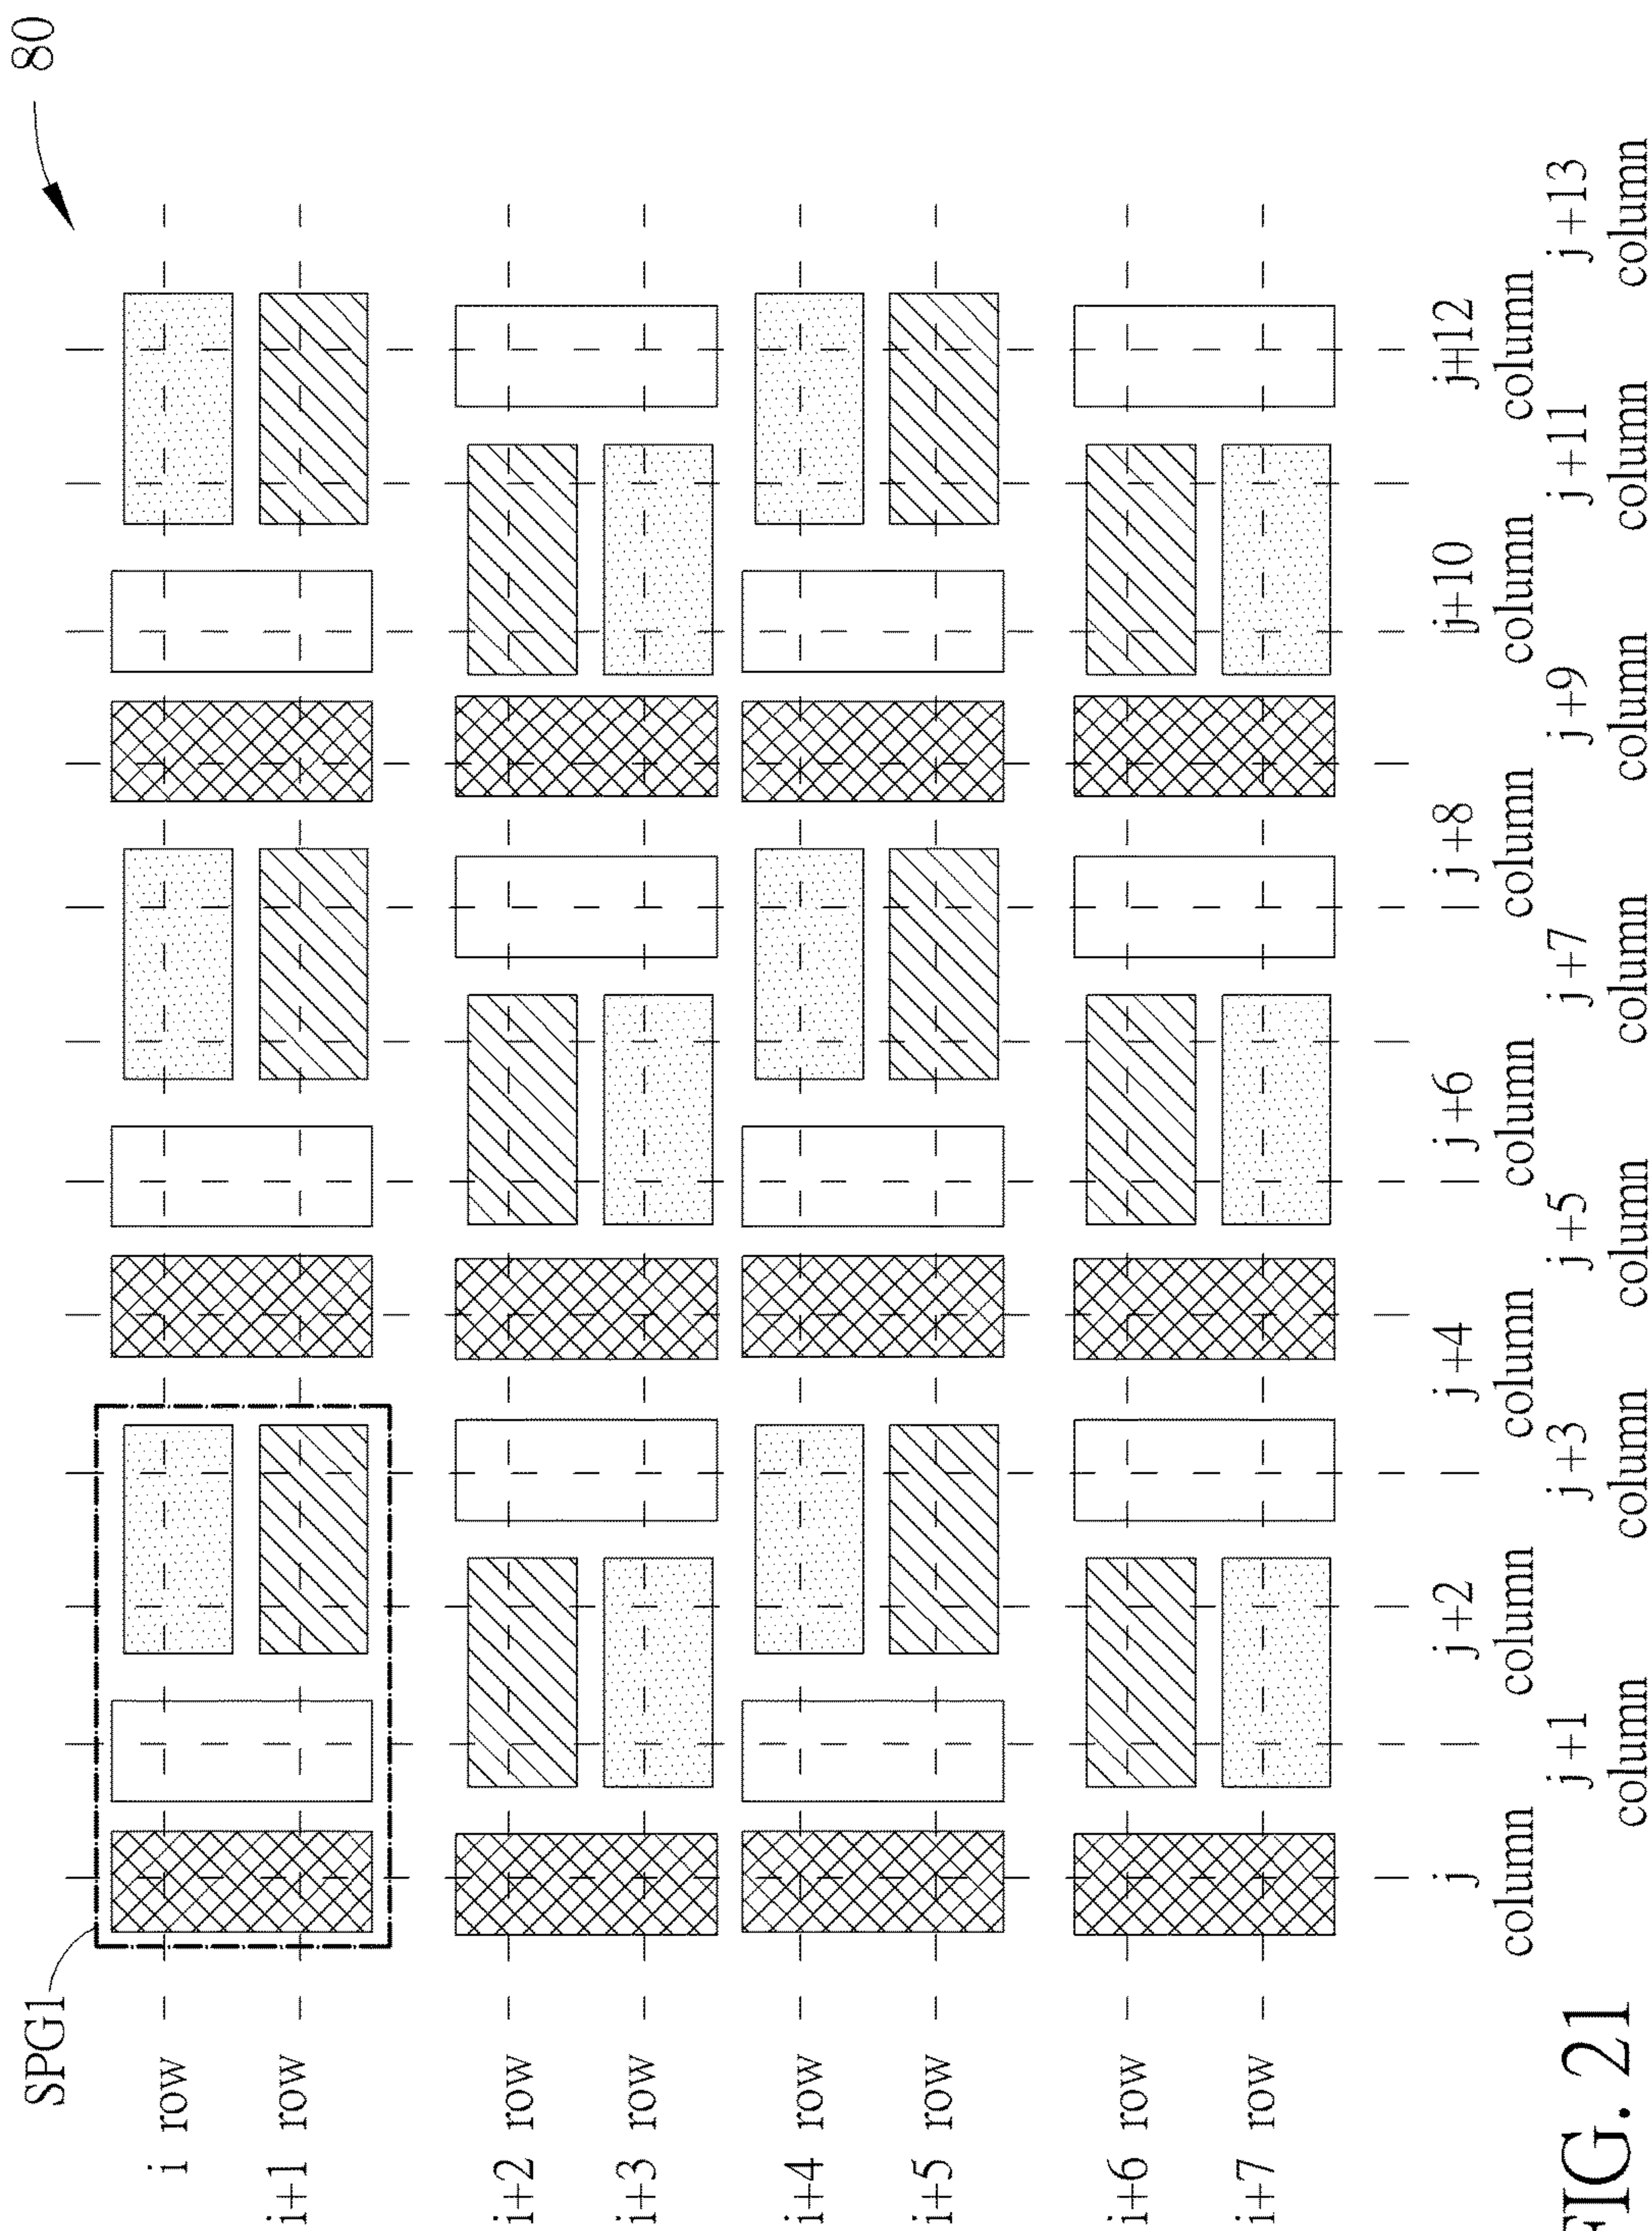 80
SPG1
i row
i+1 row
i+2 row
i+3 row
i+4 row
i+5 row
i+6 row
i+7 row
j
column
j +2
column
j +4
column
j +6
column
j +8
column
j+10
column
j+12
column
j +1
column
j +3
column
j +5
column
j +7
column
j +9
column
j +11
column
j +13
column
FIG. 21